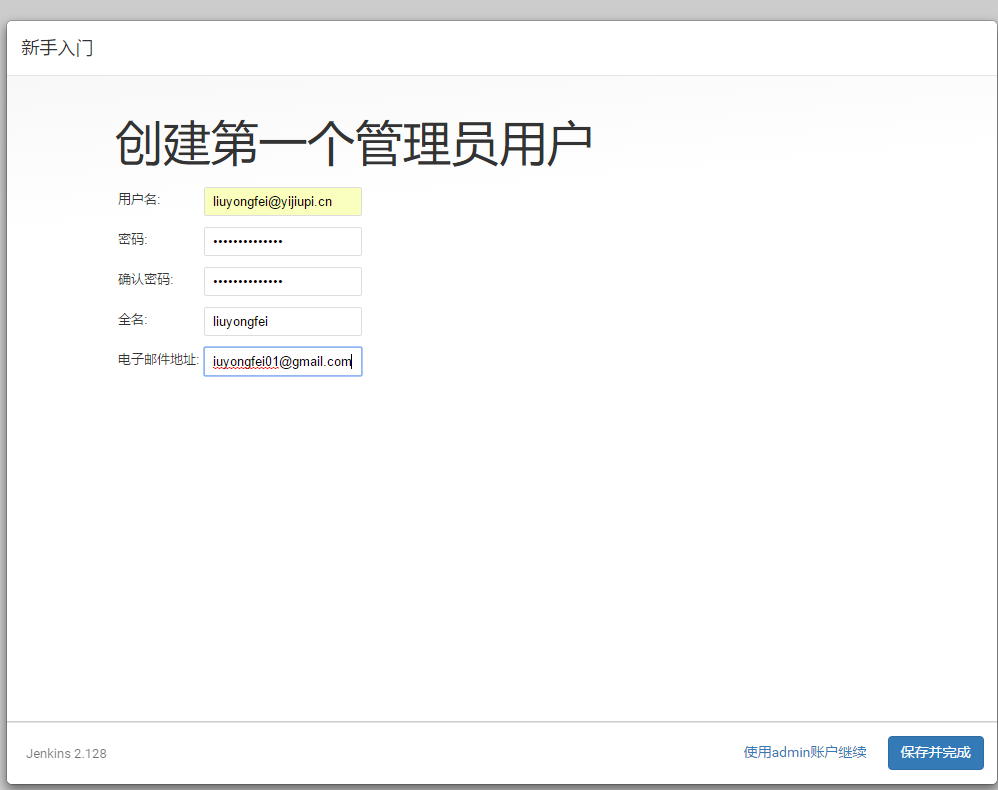 新手入门
创建第一个管理员用户
用户名: liuyongfei@yijiupi.cn
密码: ••••••••••••••
确认密码: ••••••••••••••
全名: liuyongfei
电子邮件地址: iuyongfei01@gmail.com
Jenkins 2.128 使用admin账户继续 保存并完成